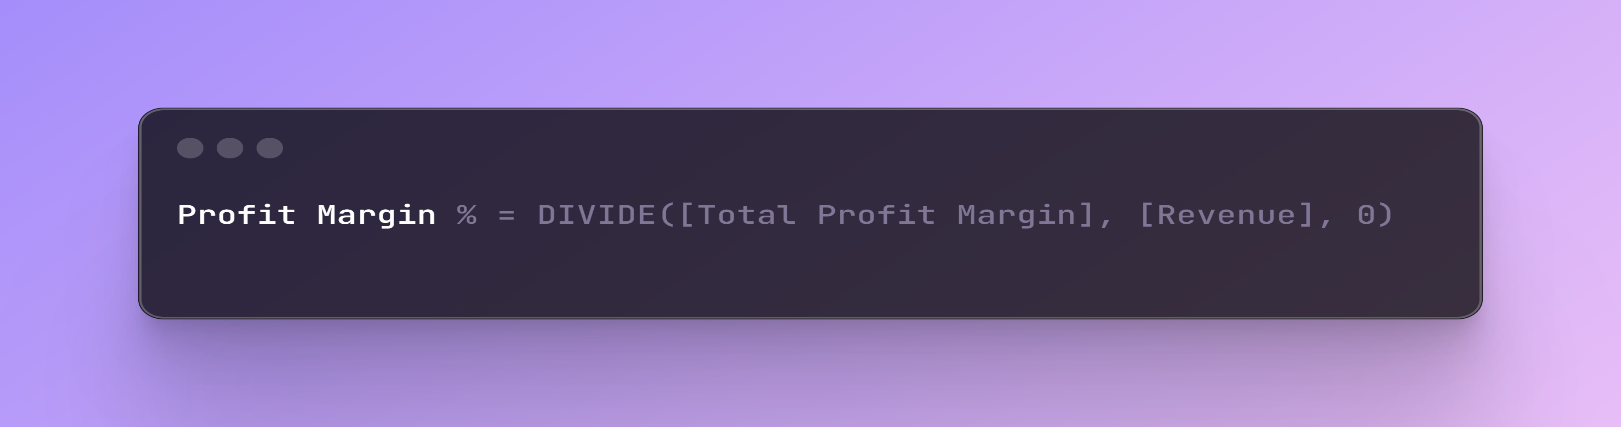 Profit Margin % = DIVIDE([Total Profit Margin], [Revenue], 0)